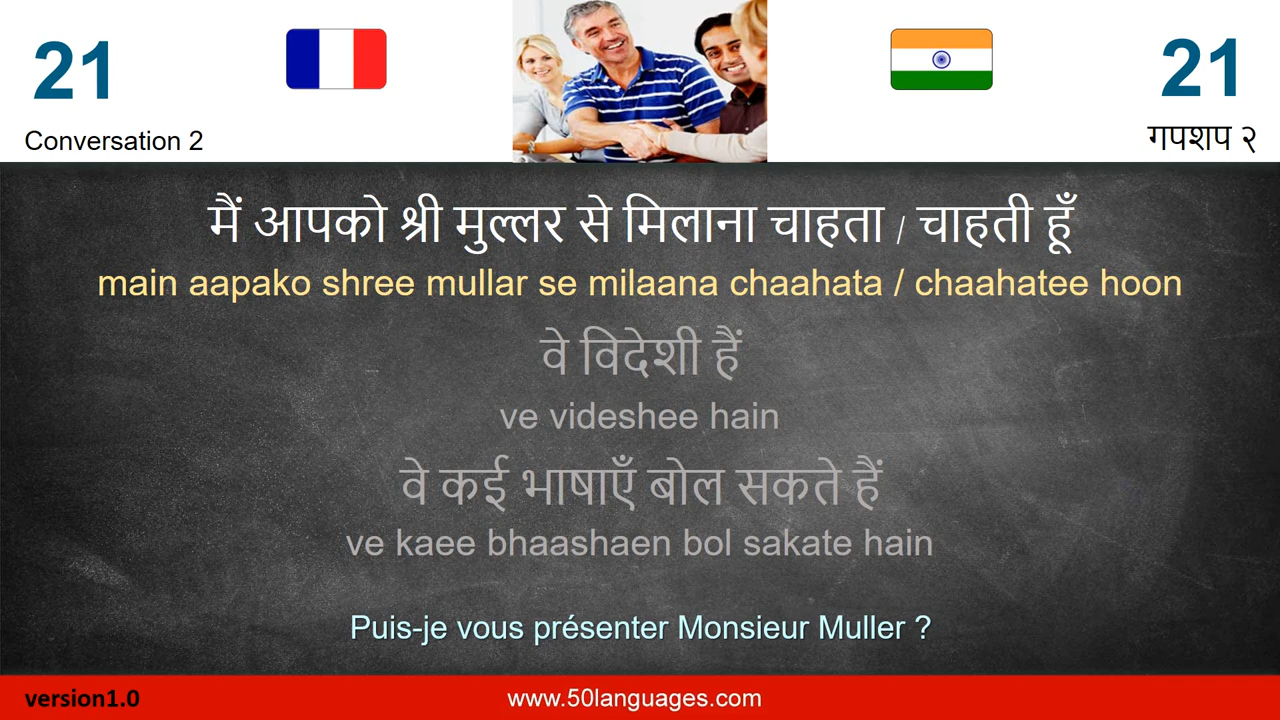 21
21
Conversation 2
गपशप २
मैं आपको श्री मुल्लर से मिलाना चाहता / चाहती हूँ
main aapako shree mullar se milaana chaahata / chaahatee hoon
वे विदेशी हैं
ve videshee hain
वे कई भाषाएँ बोल सकते हैं
ve kaee bhaashaen bol sakate hain
Puis-je vous présenter Monsieur Muller ?
version1.0
www.50languages.com